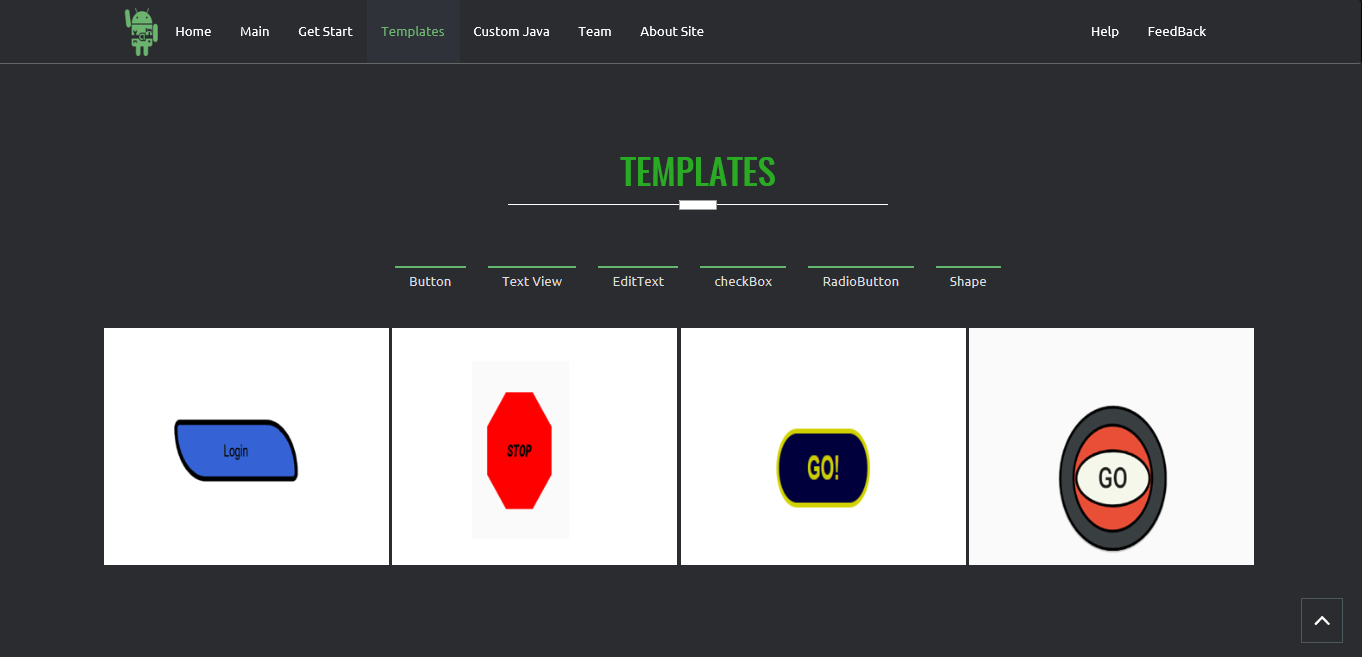 Home Main Get Start Templates Custom Java Team About Site Help FeedBack
TEMPLATES
Button Text View EditText checkBox RadioButton Shape
Login STOP GO! GO